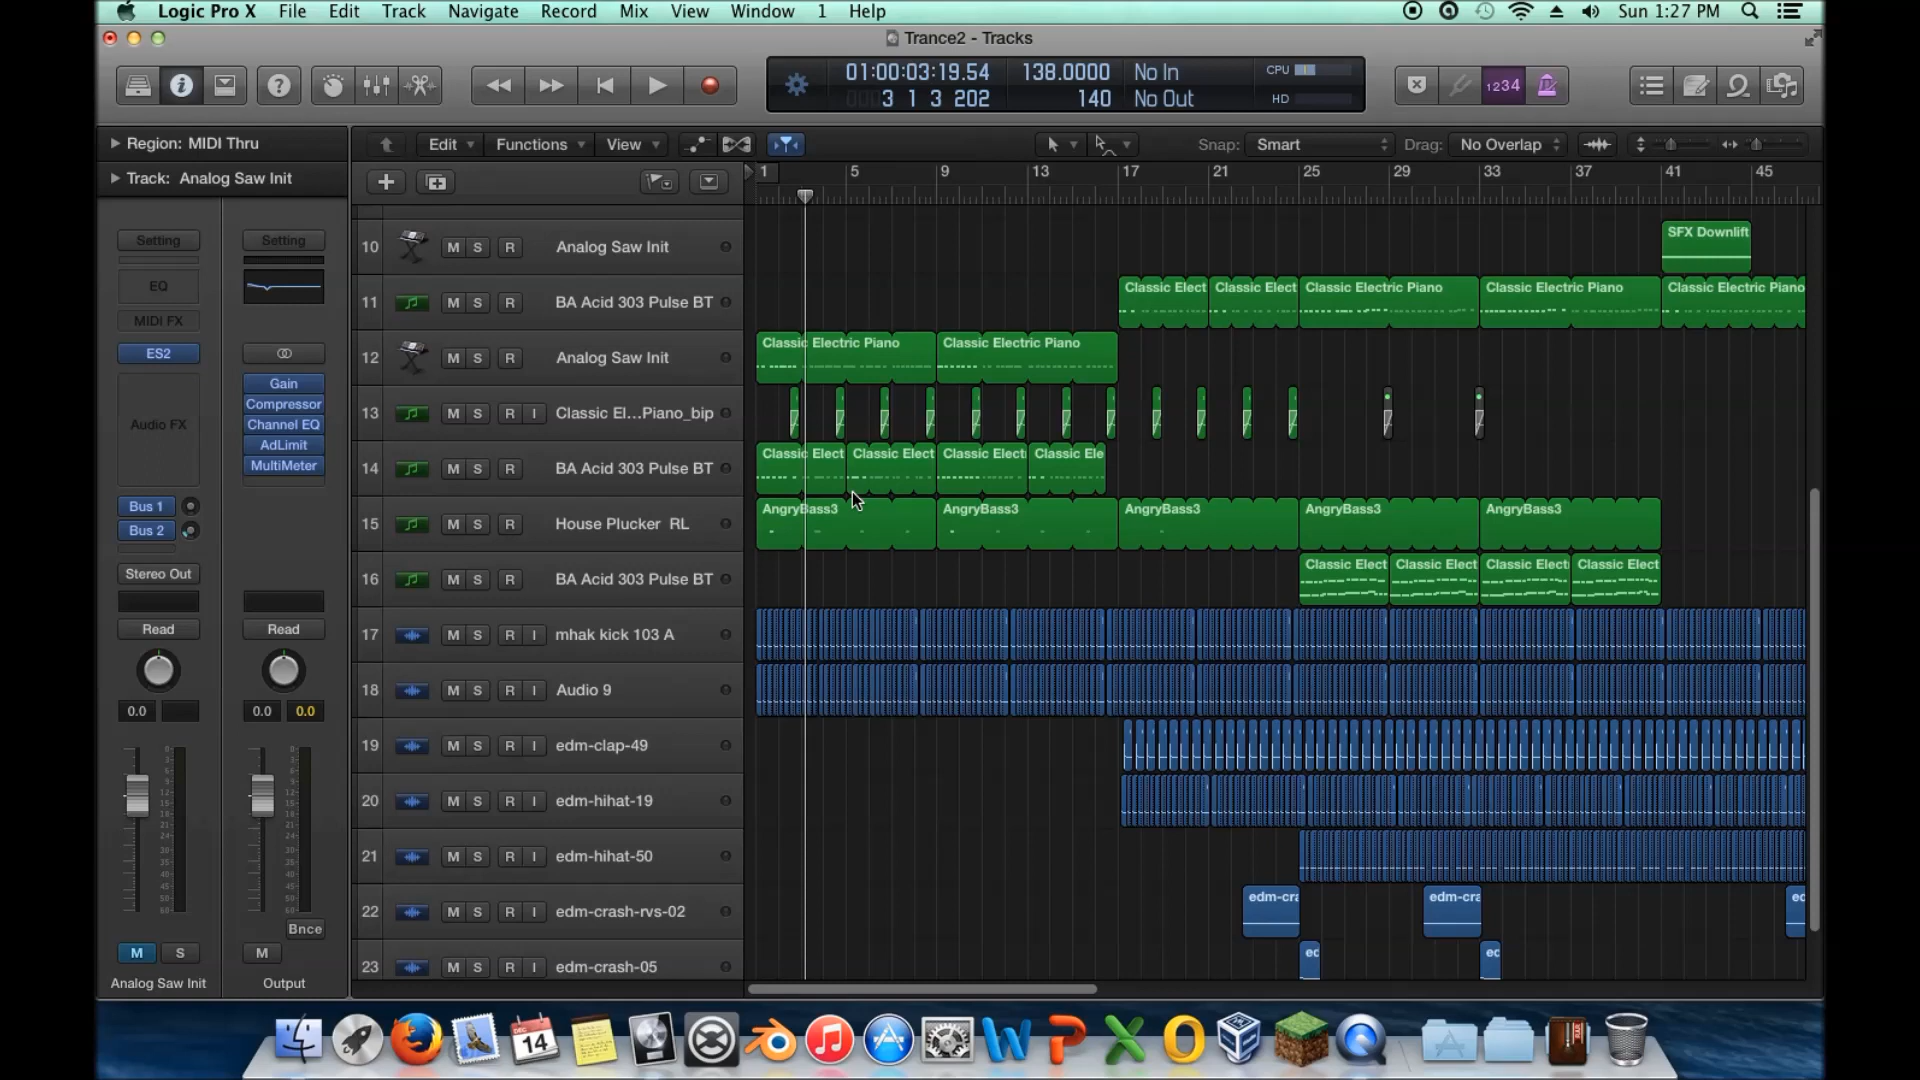 Logic Pro X File Edit Track Navigate Record Mix View Window 1 Help Sun 1:27 PM
Trance2 - Tracks
01:00:03:19.54 138.0000 No In CPU
3 1 3 202 140 No Out HD
1234
Region: MIDI Thru
Edit Functions View Snap: Smart Drag: No Overlap
Track: Analog Saw Init
1 5 9 13 17 21 25 29 33 37 41 45
Setting Setting
EQ
MIDI FX
ES2
Audio FX
Gain
Compressor
Channel EQ
AdLimit
MultiMeter
Bus 1
Bus 2
Stereo Out
Read Read
0.0 0.0 0.0
Bnce
M S M
Analog Saw Init Output
10 M S R Analog Saw Init
SFX Downlift
11 M S R BA Acid 303 Pulse BT
Classic Elect Classic Elect Classic Electric Piano Classic Electric Piano Classic Electric Piano
12 M S R Analog Saw Init
Classic Electric Piano Classic Electric Piano
13 M S R I Classic El...Piano_bip
14 M S R BA Acid 303 Pulse BT
Classic Elect Classic Elect Classic Elect Classic Ele
15 M S R House Plucker RL
AngryBass3 AngryBass3 AngryBass3 AngryBass3 AngryBass3
16 M S R BA Acid 303 Pulse BT
Classic Elect Classic Elect Classic Elect Classic Elect
17 M S R I mhak kick 103 A
18 M S R I Audio 9
19 M S R I edm-clap-49
20 M S R I edm-hihat-19
21 M S R I edm-hihat-50
22 M S R I edm-crash-rvs-02
edm-cra edm-cra ed
23 M S R I edm-crash-05
ed ed
DEC
14